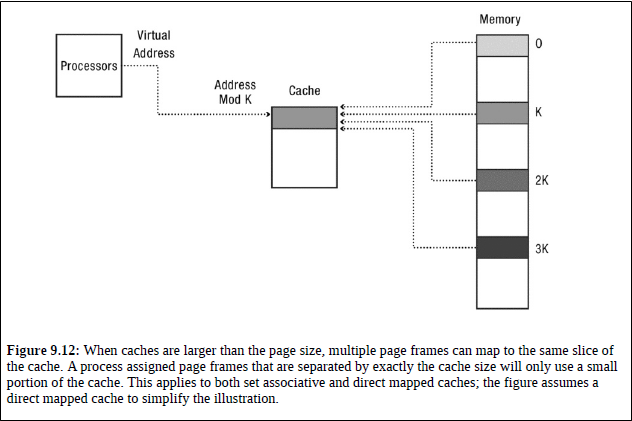 Memory
Virtual
Address
0
Processors
Address
Mod K
Cache
K
2K
3K
Figure 9.12: When caches are larger than the page size, multiple page frames can map to the same slice of
the cache. A process assigned page frames that are separated by exactly the cache size will only use a small
portion of the cache. This applies to both set associative and direct mapped caches; the figure assumes a
direct mapped cache to simplify the illustration.